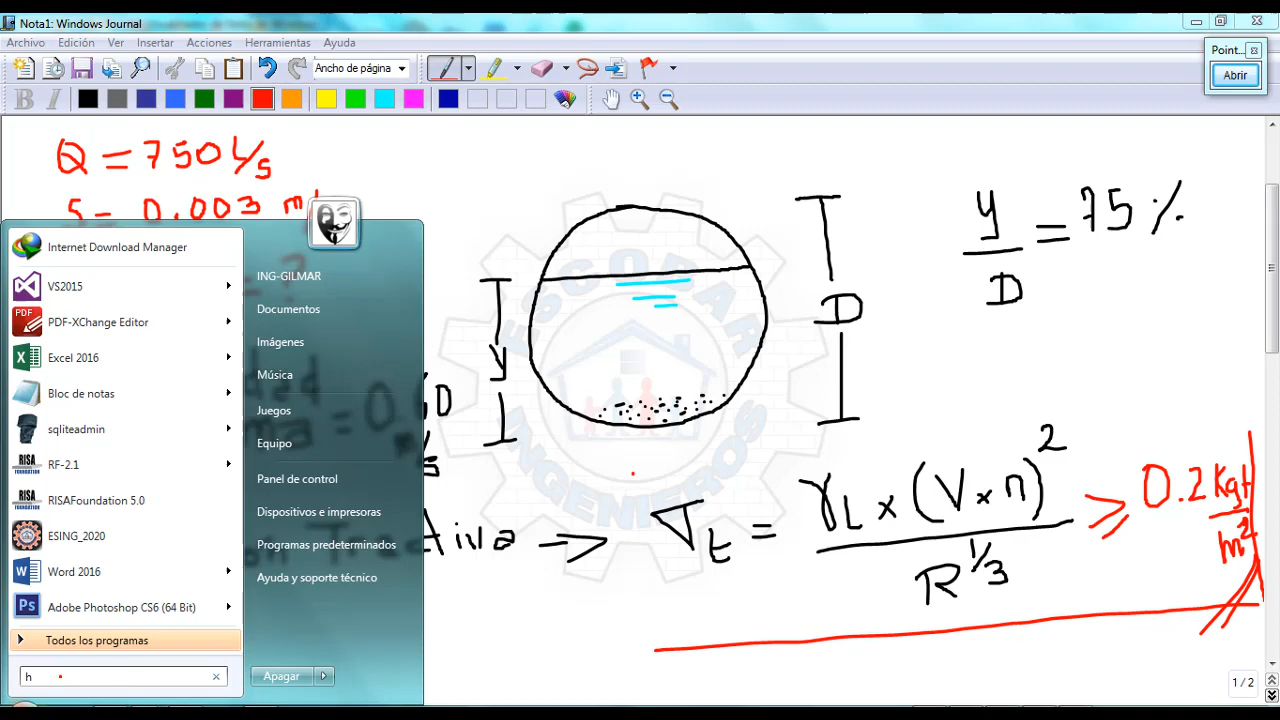 Nota1: Windows Journal
Archivo Edición Ver Insertar Acciones Herramientas Ayuda
Point...
Abrir
Ancho de página
Q = 750 L/s
S = 0.003 m/
= ?
y/D = 75 %
D
y
σt = γL x (V x n)² / R^1/3 ≥ 0.2 Kgf/m²
ESCOBAR
INGENIEROS
Internet Download Manager
VS2015
PDF-XChange Editor
Excel 2016
Bloc de notas
sqliteadmin
RF-2.1
RISAFoundation 5.0
ESING_2020
Word 2016
Adobe Photoshop CS6 (64 Bit)
Todos los programas
h
ING-GILMAR
Documentos
Imágenes
Música
Juegos
Equipo
Panel de control
Dispositivos e impresoras
Programas predeterminados
Ayuda y soporte técnico
Apagar
1 / 2